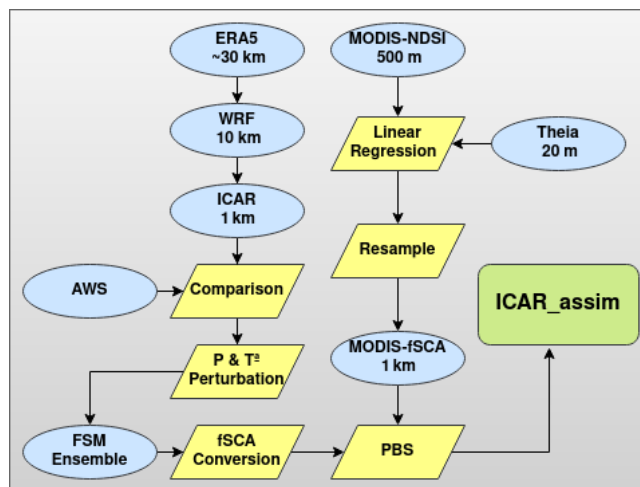 ERA5
~30 km
MODIS-NDSI
500 m
WRF
10 km
Linear
Regression
Theia
20 m
ICAR
1 km
Resample
AWS
Comparison
ICAR_assim
P & Tª
Perturbation
MODIS-fSCA
1 km
FSM
Ensemble
fSCA
Conversion
PBS